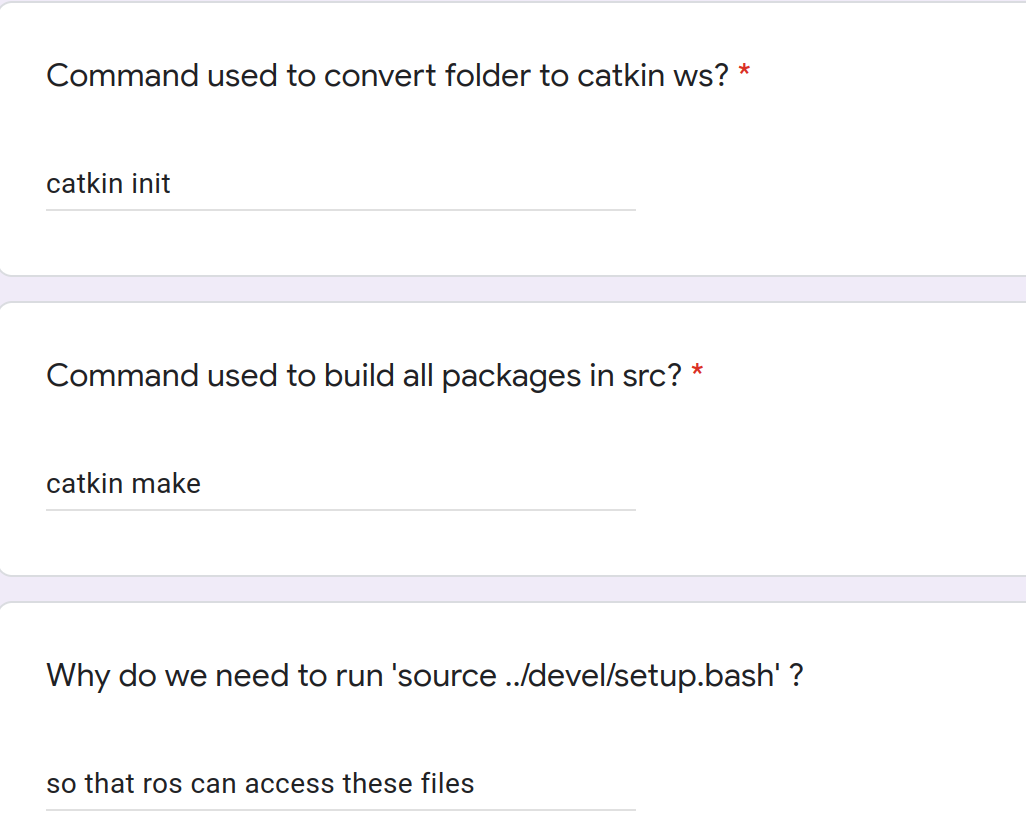 Command used to convert folder to catkin ws? *
catkin init
Command used to build all packages in src? *
catkin make
Why do we need to run 'source ../devel/setup.bash' ?
so that ros can access these files